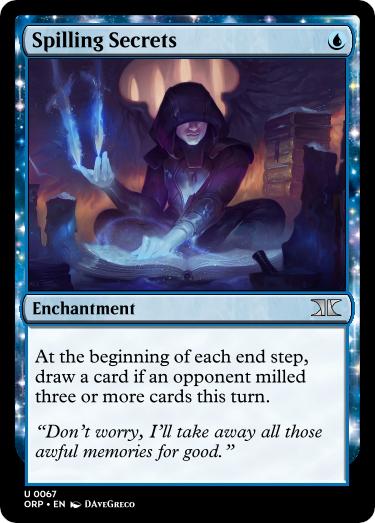 Spilling Secrets
Enchantment
At the beginning of each end step,
draw a card if an opponent milled
three or more cards this turn.
“Don’t worry, I’ll take away all those
awful memories for good.”
U 0067
ORP • EN DAveGreco